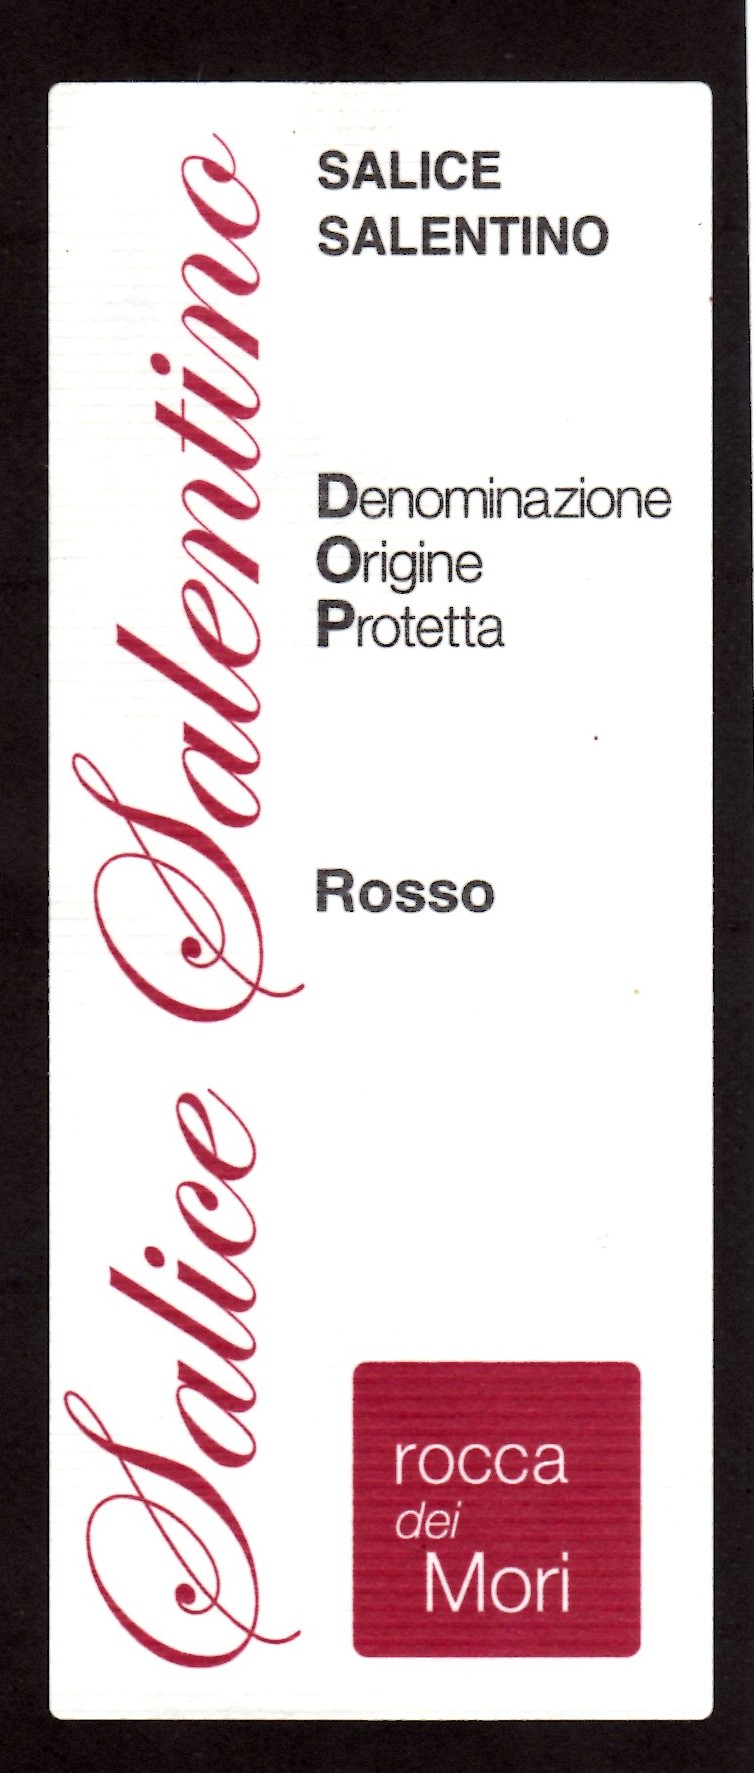 Salice Salentino
SALICE
SALENTINO
Denominazione
Origine
Protetta
Rosso
rocca
dei
Mori